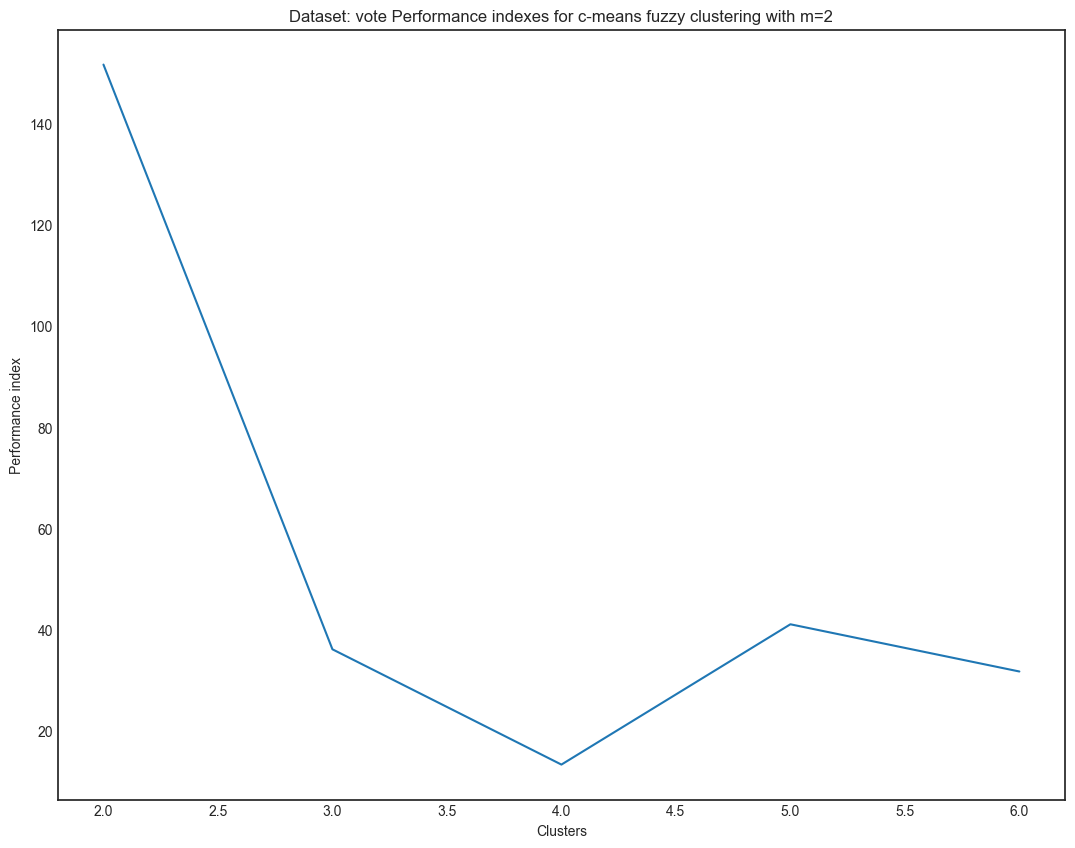 Dataset: vote Performance indexes for c-means fuzzy clustering with m=2
Performance index
140
120
100
80
60
40
20
2.0 2.5 3.0 3.5 4.0 4.5 5.0 5.5 6.0
Clusters